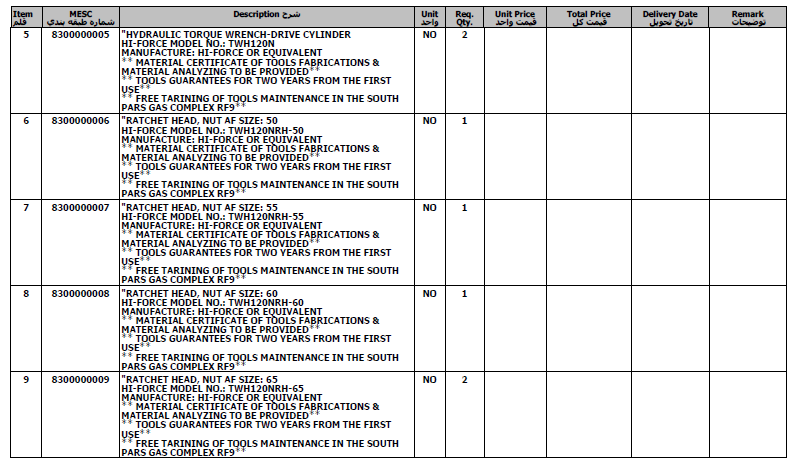 Item MESC Description شرح Unit Req. Unit Price Total Price Delivery Date Remark
قلم شماره طبقه بندي واحد Qty. قيمت واحد قيمت كل تاريخ تحويل توضيحات
5 8300000005 "HYDRAULIC TORQUE WRENCH-DRIVE CYLINDER NO 2
HI-FORCE MODEL NO.: TWH120N
MANUFACTURE: HI-FORCE OR EQUIVALENT
** MATERIAL CERTIFICATE OF TOOLS FABRICATIONS &
MATERIAL ANALYZING TO BE PROVIDED**
** TOOLS GUARANTEES FOR TWO YEARS FROM THE FIRST
USE**
** FREE TARINING OF TOOLS MAINTENANCE IN THE SOUTH
PARS GAS COMPLEX RF9**
6 8300000006 "RATCHET HEAD, NUT AF SIZE: 50 NO 1
HI-FORCE MODEL NO.: TWH120NRH-50
MANUFACTURE: HI-FORCE OR EQUIVALENT
** MATERIAL CERTIFICATE OF TOOLS FABRICATIONS &
MATERIAL ANALYZING TO BE PROVIDED**
** TOOLS GUARANTEES FOR TWO YEARS FROM THE FIRST
USE**
** FREE TARINING OF TOOLS MAINTENANCE IN THE SOUTH
PARS GAS COMPLEX RF9**
7 8300000007 "RATCHET HEAD, NUT AF SIZE: 55 NO 1
HI-FORCE MODEL NO.: TWH120NRH-55
MANUFACTURE: HI-FORCE OR EQUIVALENT
** MATERIAL CERTIFICATE OF TOOLS FABRICATIONS &
MATERIAL ANALYZING TO BE PROVIDED**
** TOOLS GUARANTEES FOR TWO YEARS FROM THE FIRST
USE**
** FREE TARINING OF TOOLS MAINTENANCE IN THE SOUTH
PARS GAS COMPLEX RF9**
8 8300000008 "RATCHET HEAD, NUT AF SIZE: 60 NO 1
HI-FORCE MODEL NO.: TWH120NRH-60
MANUFACTURE: HI-FORCE OR EQUIVALENT
** MATERIAL CERTIFICATE OF TOOLS FABRICATIONS &
MATERIAL ANALYZING TO BE PROVIDED**
** TOOLS GUARANTEES FOR TWO YEARS FROM THE FIRST
USE**
** FREE TARINING OF TOOLS MAINTENANCE IN THE SOUTH
PARS GAS COMPLEX RF9**
9 8300000009 "RATCHET HEAD, NUT AF SIZE: 65 NO 2
HI-FORCE MODEL NO.: TWH120NRH-65
MANUFACTURE: HI-FORCE OR EQUIVALENT
** MATERIAL CERTIFICATE OF TOOLS FABRICATIONS &
MATERIAL ANALYZING TO BE PROVIDED**
** TOOLS GUARANTEES FOR TWO YEARS FROM THE FIRST
USE**
** FREE TARINING OF TOOLS MAINTENANCE IN THE SOUTH
PARS GAS COMPLEX RF9**